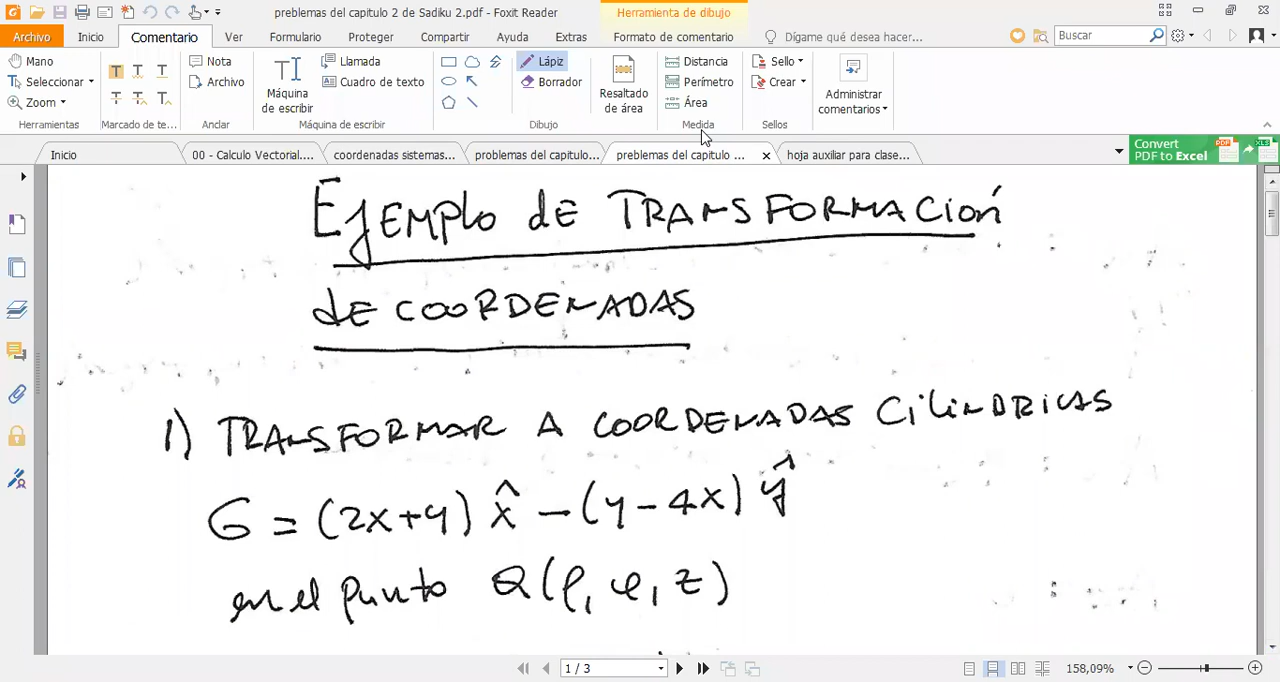 preblemas del capitulo 2 de Sadiku 2.pdf - Foxit Reader
Herramienta de dibujo
Archivo Inicio Comentario Ver Formulario Proteger Compartir Ayuda Extras Formato de comentario Dígame qué desea hacer... Buscar
Mano
Seleccionar
Zoom
Herramientas
T T T
T T T
Marcado de te...
Nota
Archivo
Anclar
Máquina
de escribir
Llamada
Cuadro de texto
Máquina de escribir
Lápiz
Borrador
Dibujo
Resaltado
de área
Distancia
Perímetro
Área
Medida
Sello
Crear
Sellos
Administrar
comentarios
Inicio 00 - Calculo Vectorial.... coordenadas sistemas... problemas del capitulo... preblemas del capitulo ... hoja auxiliar para clase...
Convert
PDF to Excel
PDF XLS
EJEMPlo de TRANSFORMACión
de COORDENADAS
1) TRANSFORMAR A COORDENADAS CiliNDRICAS
G = (2x+y) x̂ - (y - 4x) ŷ
en el punto Q(ρ, φ, z)
1 / 3
158,09%